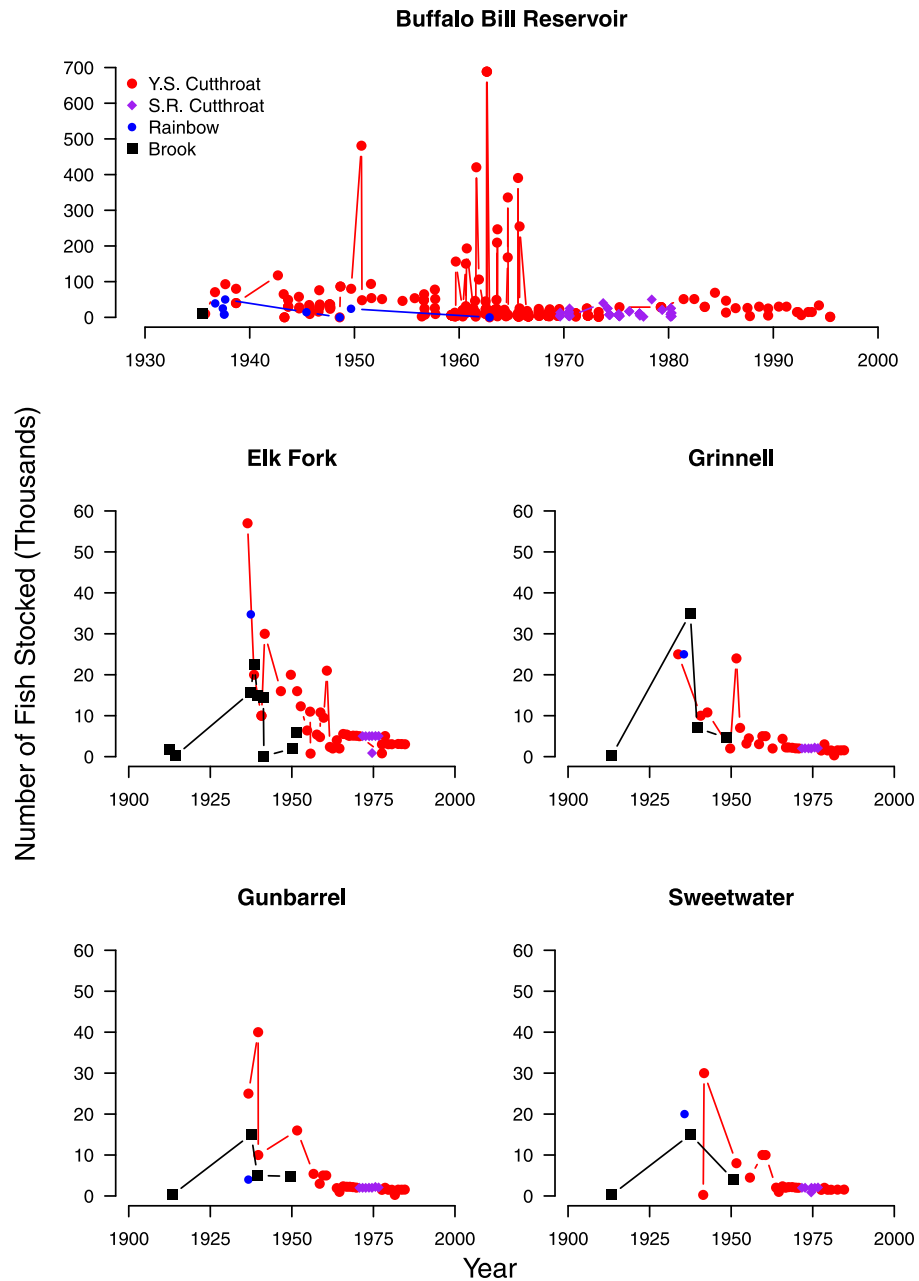 Buffalo Bill Reservoir
700
600
500
400
300
200
100
0
Y.S. Cutthroat
S.R. Cutthroat
Rainbow
Brook
1930 1940 1950 1960 1970 1980 1990 2000
Number of Fish Stocked (Thousands)
Elk Fork
60
50
40
30
20
10
0
1900 1925 1950 1975 2000
Grinnell
60
50
40
30
20
10
0
1900 1925 1950 1975 2000
Gunbarrel
60
50
40
30
20
10
0
1900 1925 1950 1975 2000
Sweetwater
60
50
40
30
20
10
0
1900 1925 1950 1975 2000
Year